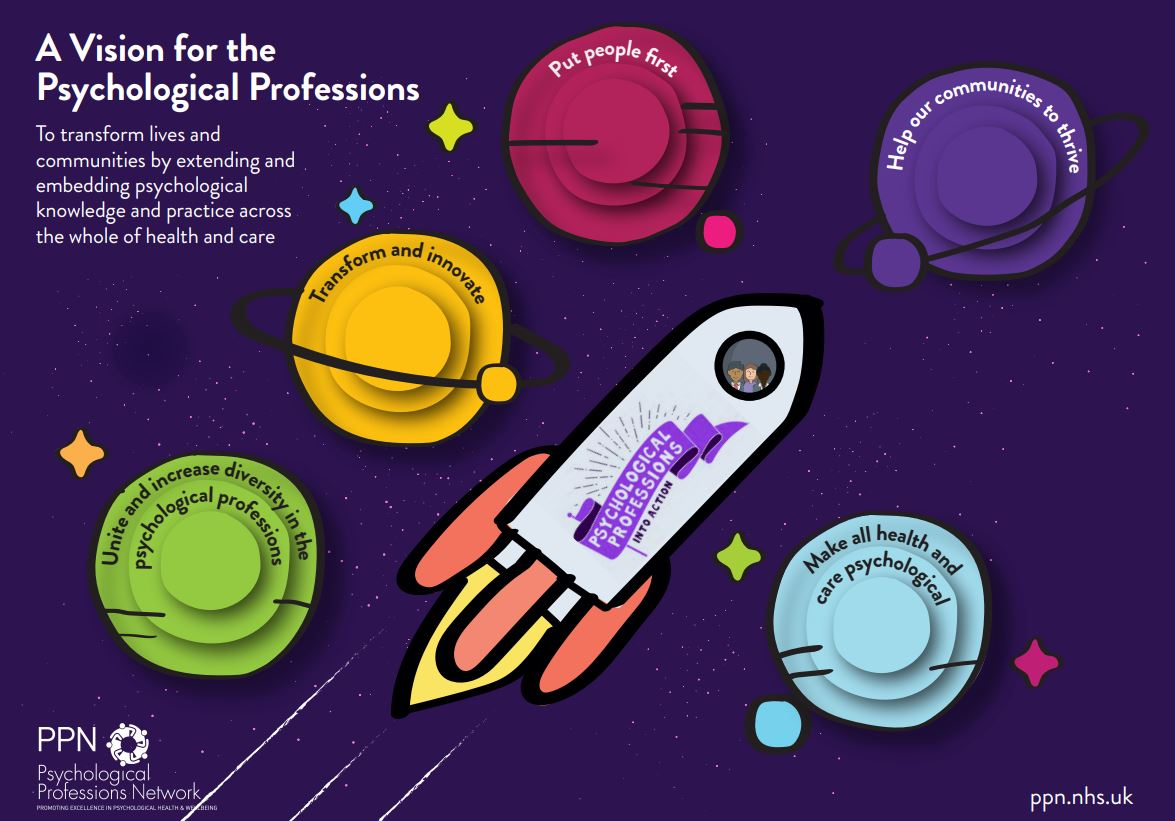 A Vision for the
Psychological Professions
To transform lives and
communities by extending and
embedding psychological
knowledge and practice across
the whole of health and care
Put people first
Help our communities to thrive
Transform and innovate
Unite and increase diversity in the
psychological professions
PSYCHOLOGICAL
PROFESSIONS
INTO ACTION
Make all health and
care psychological
PPN
Psychological
Professions Network
PROMOTING EXCELLENCE IN PSYCHOLOGICAL HEALTH & WELLBEING
ppn.nhs.uk